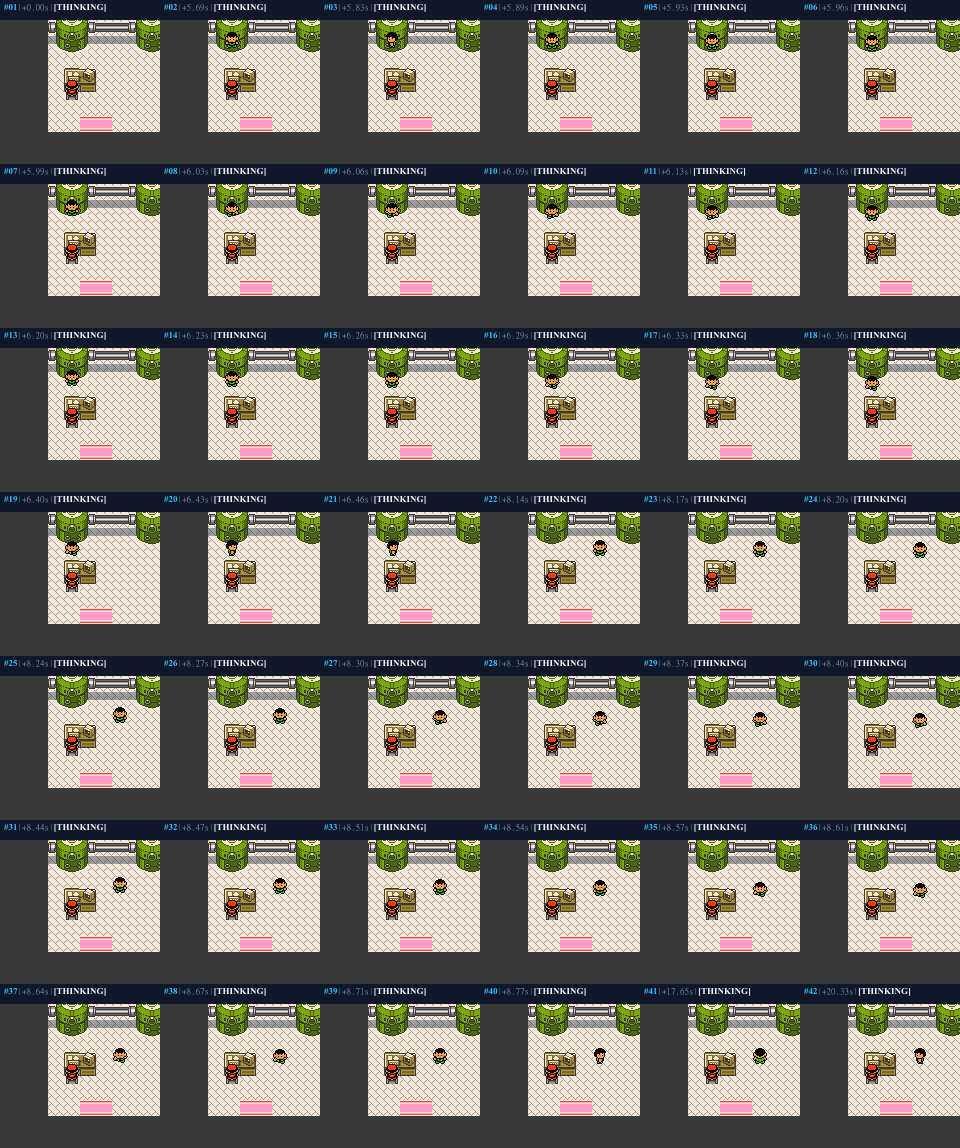 #01|+0.00s|[THINKING] #02|+5.69s|[THINKING] #03|+5.83s|[THINKING] #04|+5.89s|[THINKING] #05|+5.93s|[THINKING] #06|+5.96s|[THINKING]
#07|+5.99s|[THINKING] #08|+6.03s|[THINKING] #09|+6.06s|[THINKING] #10|+6.09s|[THINKING] #11|+6.13s|[THINKING] #12|+6.16s|[THINKING]
#13|+6.20s|[THINKING] #14|+6.23s|[THINKING] #15|+6.26s|[THINKING] #16|+6.29s|[THINKING] #17|+6.33s|[THINKING] #18|+6.36s|[THINKING]
#19|+6.40s|[THINKING] #20|+6.43s|[THINKING] #21|+6.46s|[THINKING] #22|+8.14s|[THINKING] #23|+8.17s|[THINKING] #24|+8.20s|[THINKING]
#25|+8.24s|[THINKING] #26|+8.27s|[THINKING] #27|+8.30s|[THINKING] #28|+8.34s|[THINKING] #29|+8.37s|[THINKING] #30|+8.40s|[THINKING]
#31|+8.44s|[THINKING] #32|+8.47s|[THINKING] #33|+8.51s|[THINKING] #34|+8.54s|[THINKING] #35|+8.57s|[THINKING] #36|+8.61s|[THINKING]
#37|+8.64s|[THINKING] #38|+8.67s|[THINKING] #39|+8.71s|[THINKING] #40|+8.77s|[THINKING] #41|+17.65s|[THINKING] #42|+20.33s|[THINKING]